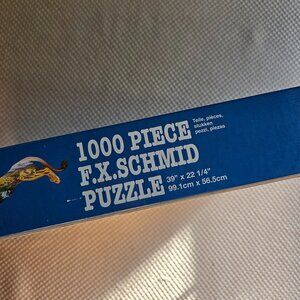 1000 PIECE
Teile, pièces,
stukken
pezzi, piezas
F.X.SCHMID
PUZZLE
39" x 22 1/4"
99.1cm x 56.5cm